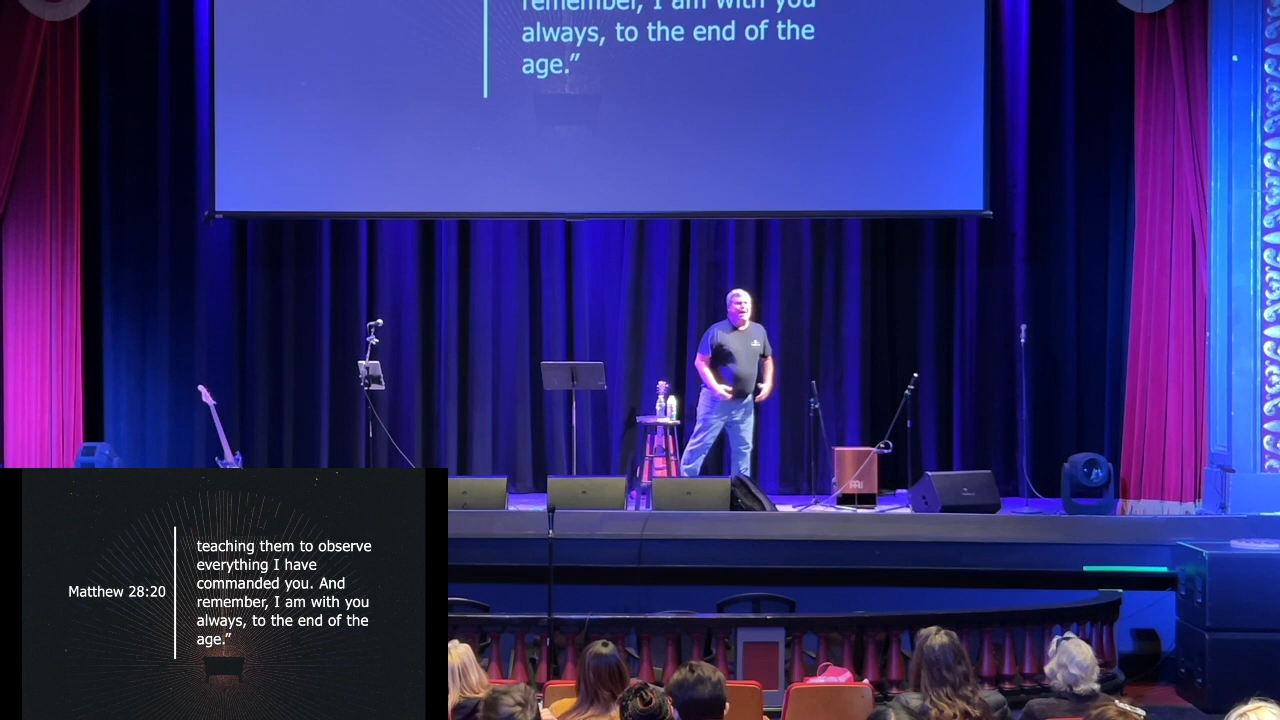 remember, I am with you
always, to the end of the
age.”
Matthew 28:20
teaching them to observe
everything I have
commanded you. And
remember, I am with you
always, to the end of the
age.”